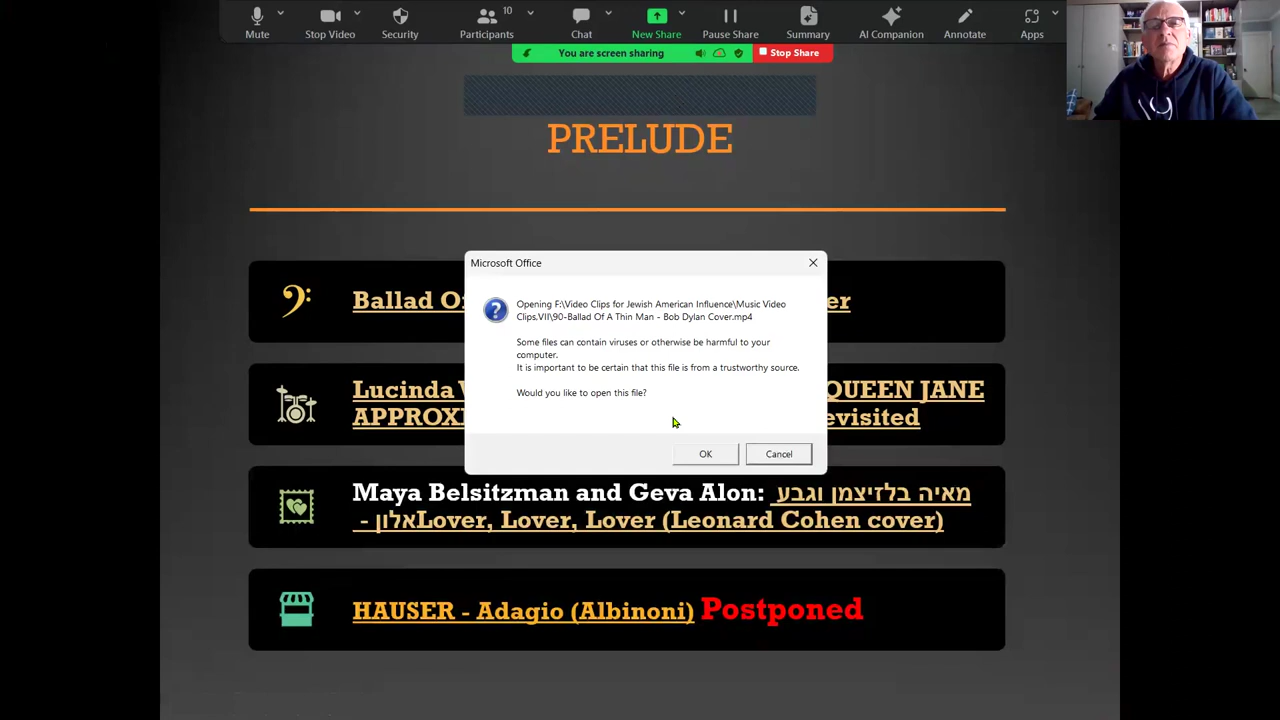 Mute
Stop Video
Security
Participants
10
Chat
New Share
Pause Share
Summary
AI Companion
Annotate
Apps
You are screen sharing
Stop Share
PRELUDE
Ballad O
er
Microsoft Office
Opening F:\Video Clips for Jewish American Influence\Music Video
Clips.VII\90-Ballad Of A Thin Man - Bob Dylan Cover.mp4
Some files can contain viruses or otherwise be harmful to your
computer.
It is important to be certain that this file is from a trustworthy source.
Would you like to open this file?
OK
Cancel
Lucinda
QUEEN JANE
APPROX
evisited
Maya Belsitzman and Geva Alon: מאיה בלזיצמן וגבע
אלון - Lover, Lover, Lover (Leonard Cohen cover)
HAUSER - Adagio (Albinoni) Postponed